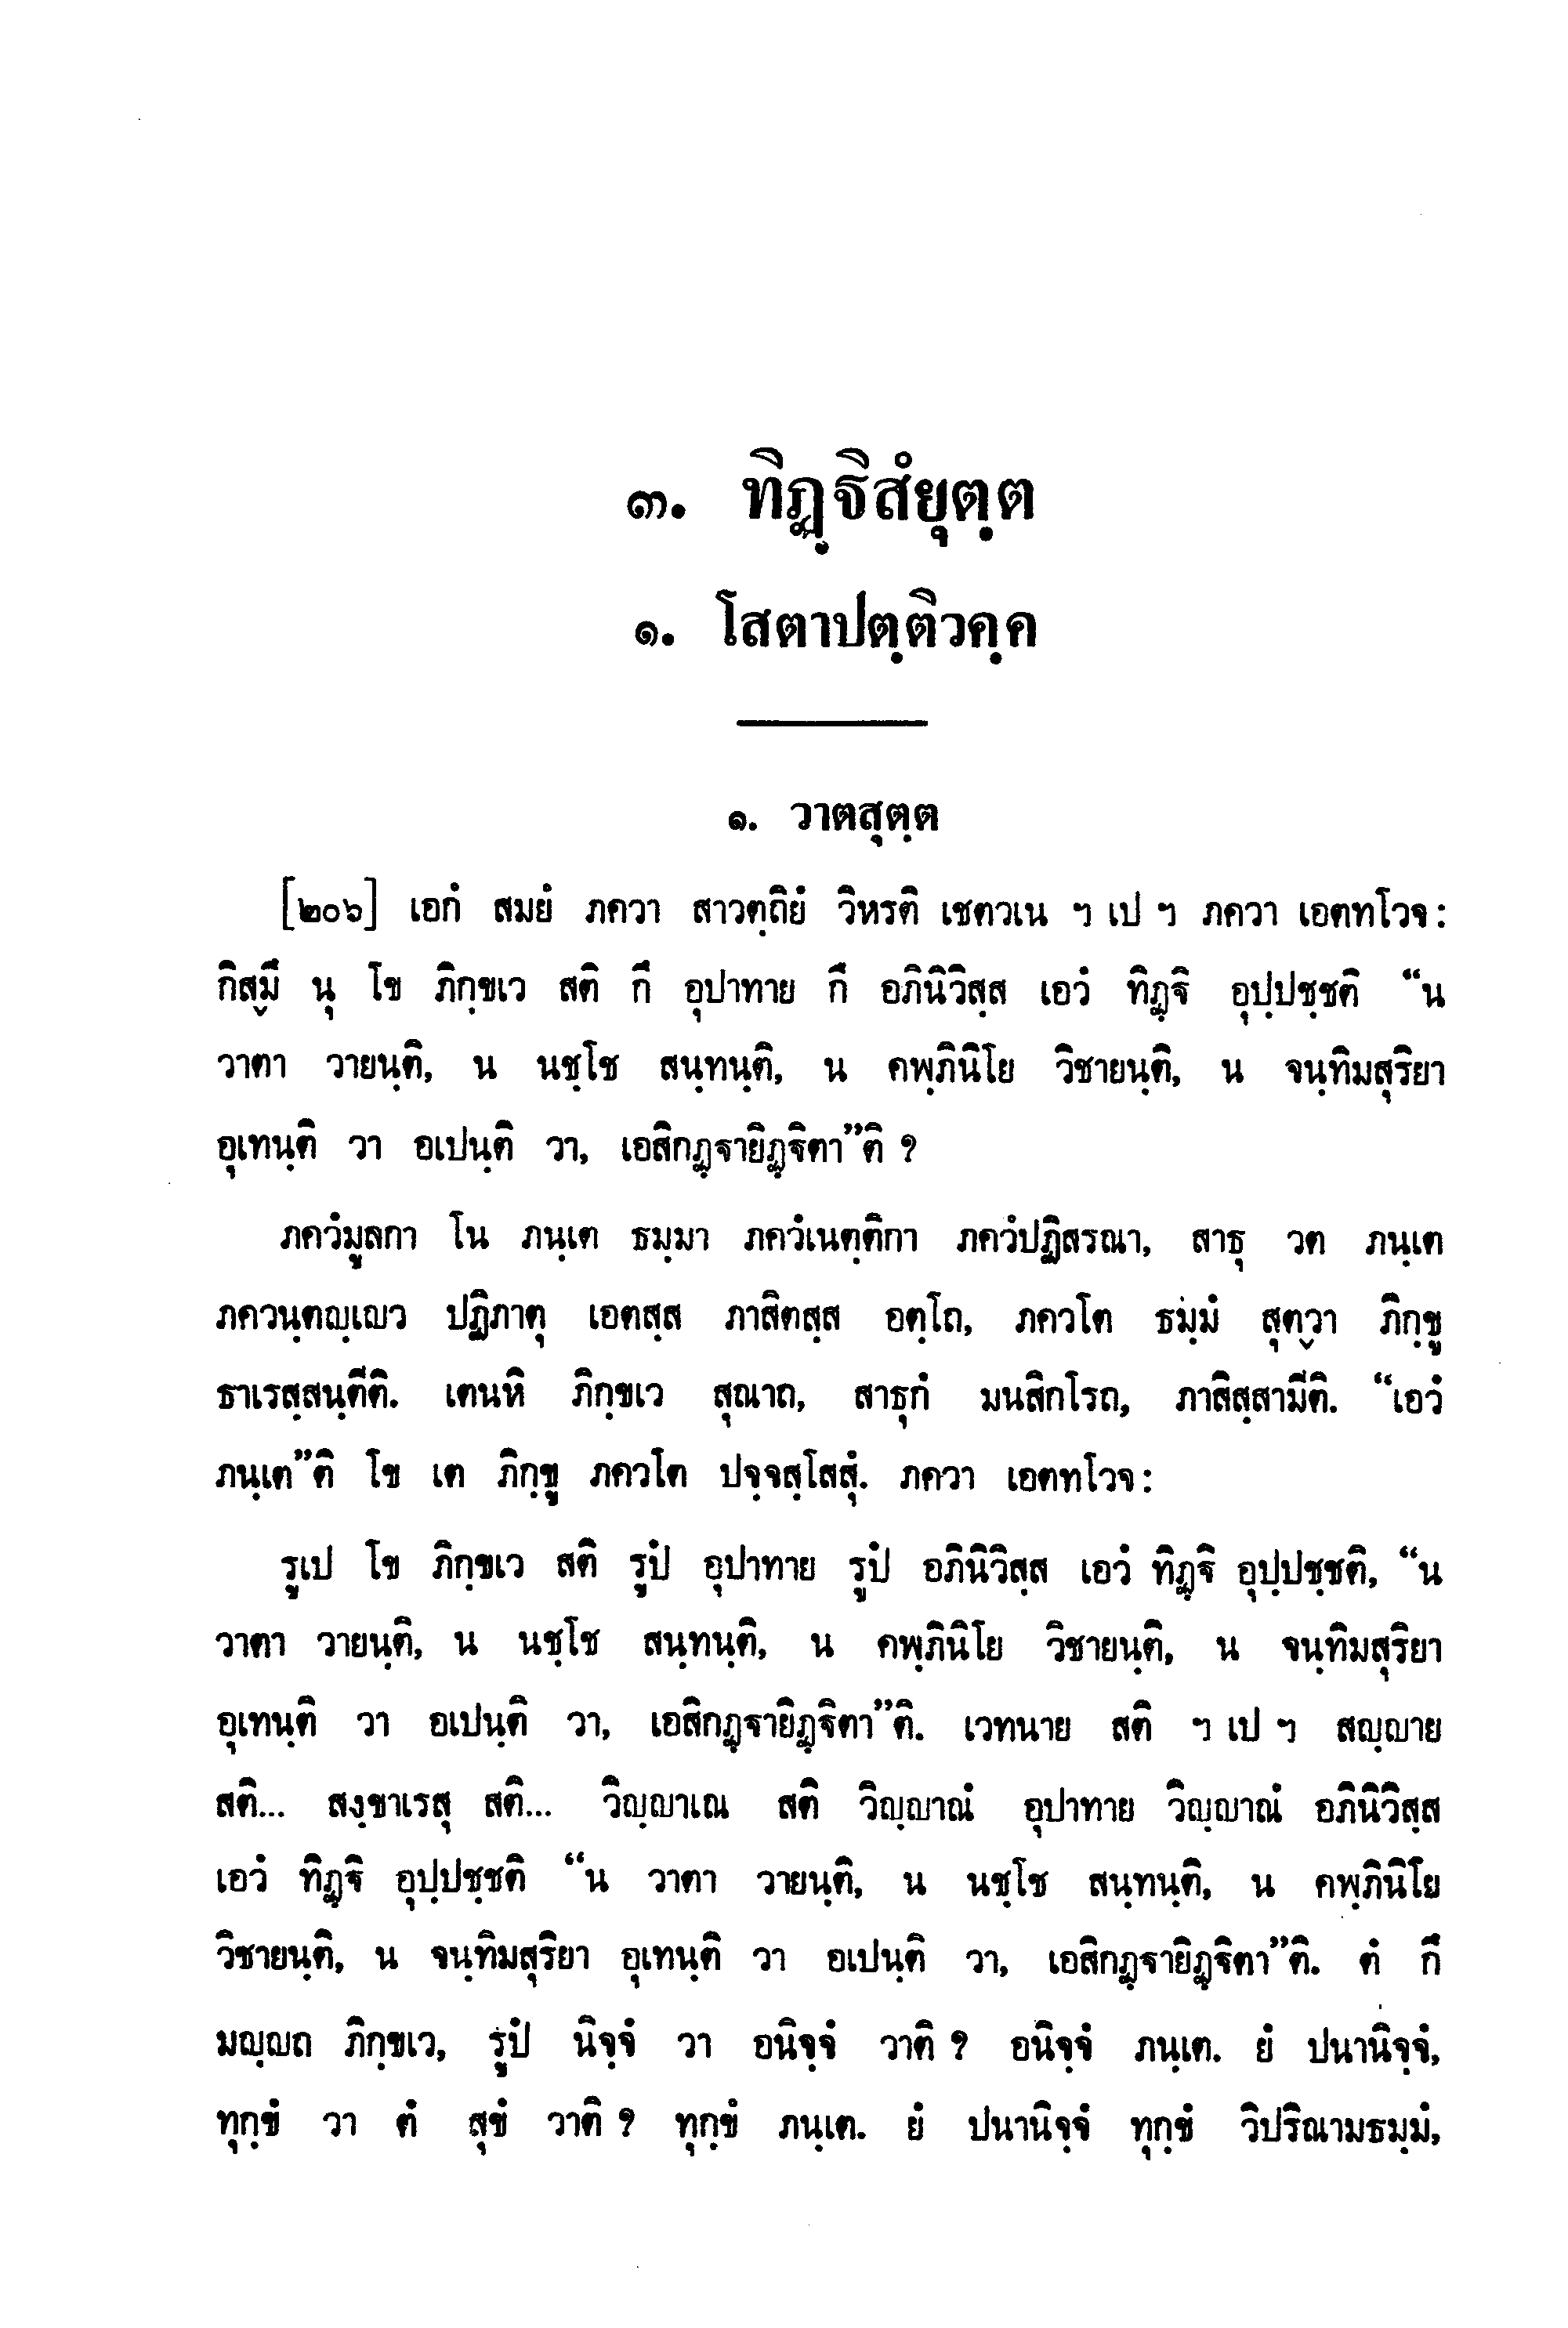 ๓. ทิฏฺฐิสํยุตฺต
๑. โสตาปตฺติวคฺค
๑. วาตสุตฺต
[๒๐๖] เอกํ สมยํ ภควา สาวตฺถิยํ วิหรติ เชตวเน ฯ เป ฯ ภควา เอตทโวจ:
กิสฺมึ นุ โข ภิกฺขเว สติ กึ อุปาทาย กึ อภินิวิสฺส เอวํ ทิฏฺฐิ อุปฺปชฺชติ “น
วาตา วายนฺติ, น นชฺโช สนฺทนฺติ, น คพฺภินิโย วิชายนฺติ, น จนฺทิมสุริยา
อุเทนฺติ วา อเปนฺติ วา, เอสิกฏฺฐายิฏฺฐิตา”ติ ?
ภควํมูลกา โน ภนฺเต ธมฺมา ภควํเนตฺติกา ภควํปฏิสรณา, สาธุ วต ภนฺเต
ภควนฺตญฺเญว ปฏิภาตุ เอตสฺส ภาสิตสฺส อตฺโถ, ภควโต ธมฺมํ สุตฺวา ภิกฺขู
ธาเรสฺสนฺตีติ. เตนหิ ภิกฺขเว สุณาถ, สาธุกํ มนสิกโรถ, ภาสิสฺสามีติ. “เอวํ
ภนฺเต”ติ โข เต ภิกฺขู ภควโต ปจฺจสฺโสสุํ. ภควา เอตทโวจ:
รูเป โข ภิกฺขเว สติ รูปํ อุปาทาย รูปํ อภินิวิสฺส เอวํ ทิฏฺฐิ อุปฺปชฺชติ, “น
วาตา วายนฺติ, น นชฺโช สนฺทนฺติ, น คพฺภินิโย วิชายนฺติ, น จนฺทิมสุริยา
อุเทนฺติ วา อเปนฺติ วา, เอสิกฏฺฐายิฏฺฐิตา”ติ. เวทนาย สติ ฯ เป ฯ สญฺญาย
สติ... สงฺขาเรสุ สติ... วิญฺญาเณ สติ วิญฺญาณํ อุปาทาย วิญฺญาณํ อภินิวิสฺส
เอวํ ทิฏฺฐิ อุปฺปชฺชติ “น วาตา วายนฺติ, น นชฺโช สนฺทนฺติ, น คพฺภินิโย
วิชายนฺติ, น จนฺทิมสุริยา อุเทนฺติ วา อเปนฺติ วา, เอสิกฏฺฐายิฏฺฐิตา”ติ. ตํ กึ
มญฺญถ ภิกฺขเว, รูปํ นิจฺจํ วา อนิจฺจํ วาติ ? อนิจฺจํ ภนฺเต. ยํ ปนานิจฺจํ,
ทุกฺขํ วา ตํ สุขํ วาติ ? ทุกฺขํ ภนฺเต. ยํ ปนานิจฺจํ ทุกฺขํ วิปริณามธมฺมํ,